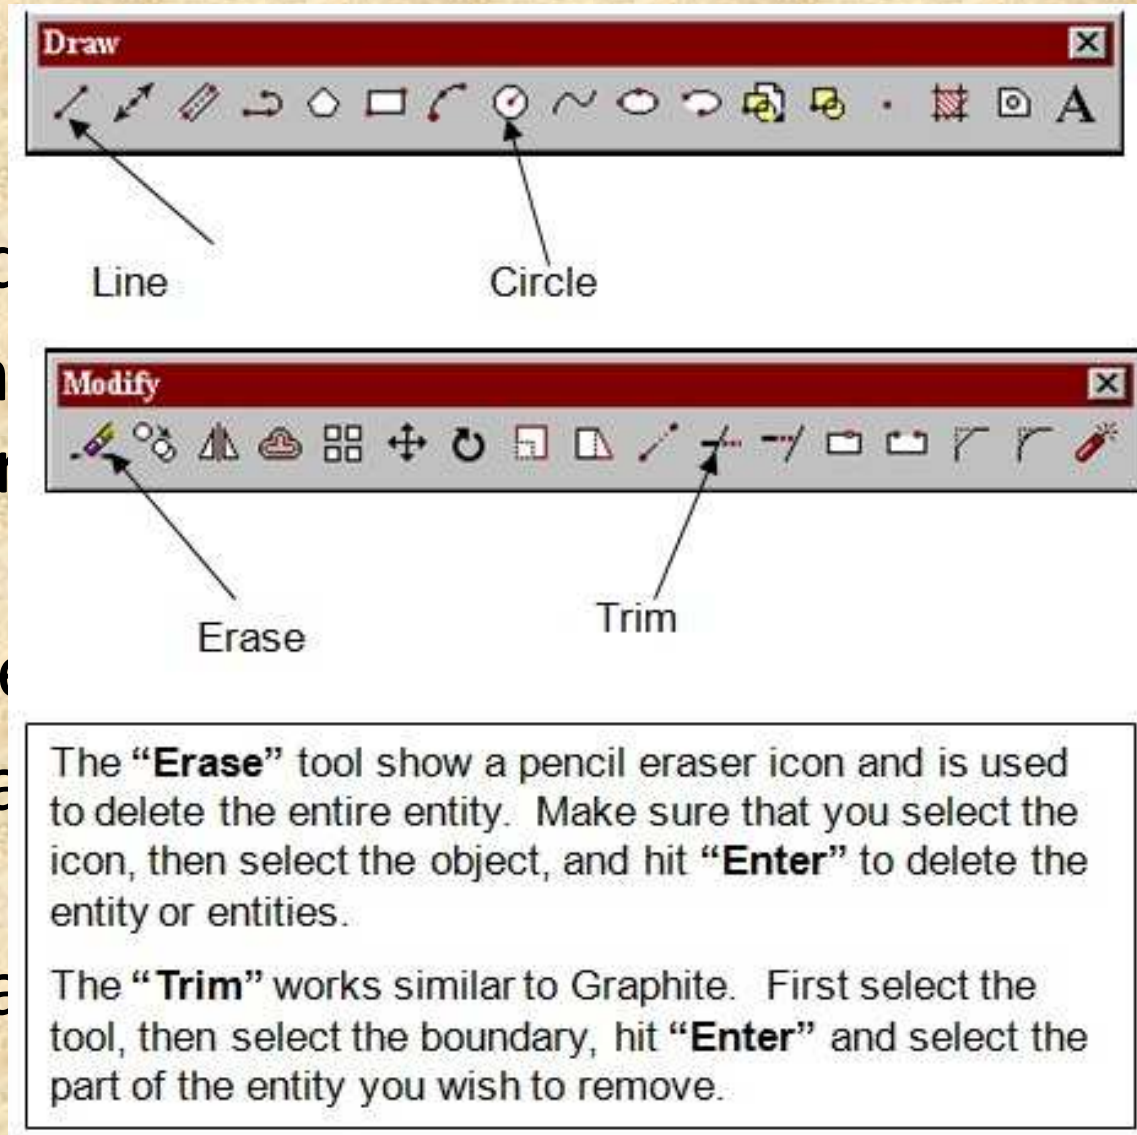 Draw
A
Line
Circle
Modify
Erase
Trim
The “Erase” tool show a pencil eraser icon and is used
to delete the entire entity.  Make sure that you select the
icon, then select the object, and hit “Enter” to delete the
entity or entities.
The “Trim” works similar to Graphite.  First select the
tool, then select the boundary, hit “Enter” and select the
part of the entity you wish to remove.